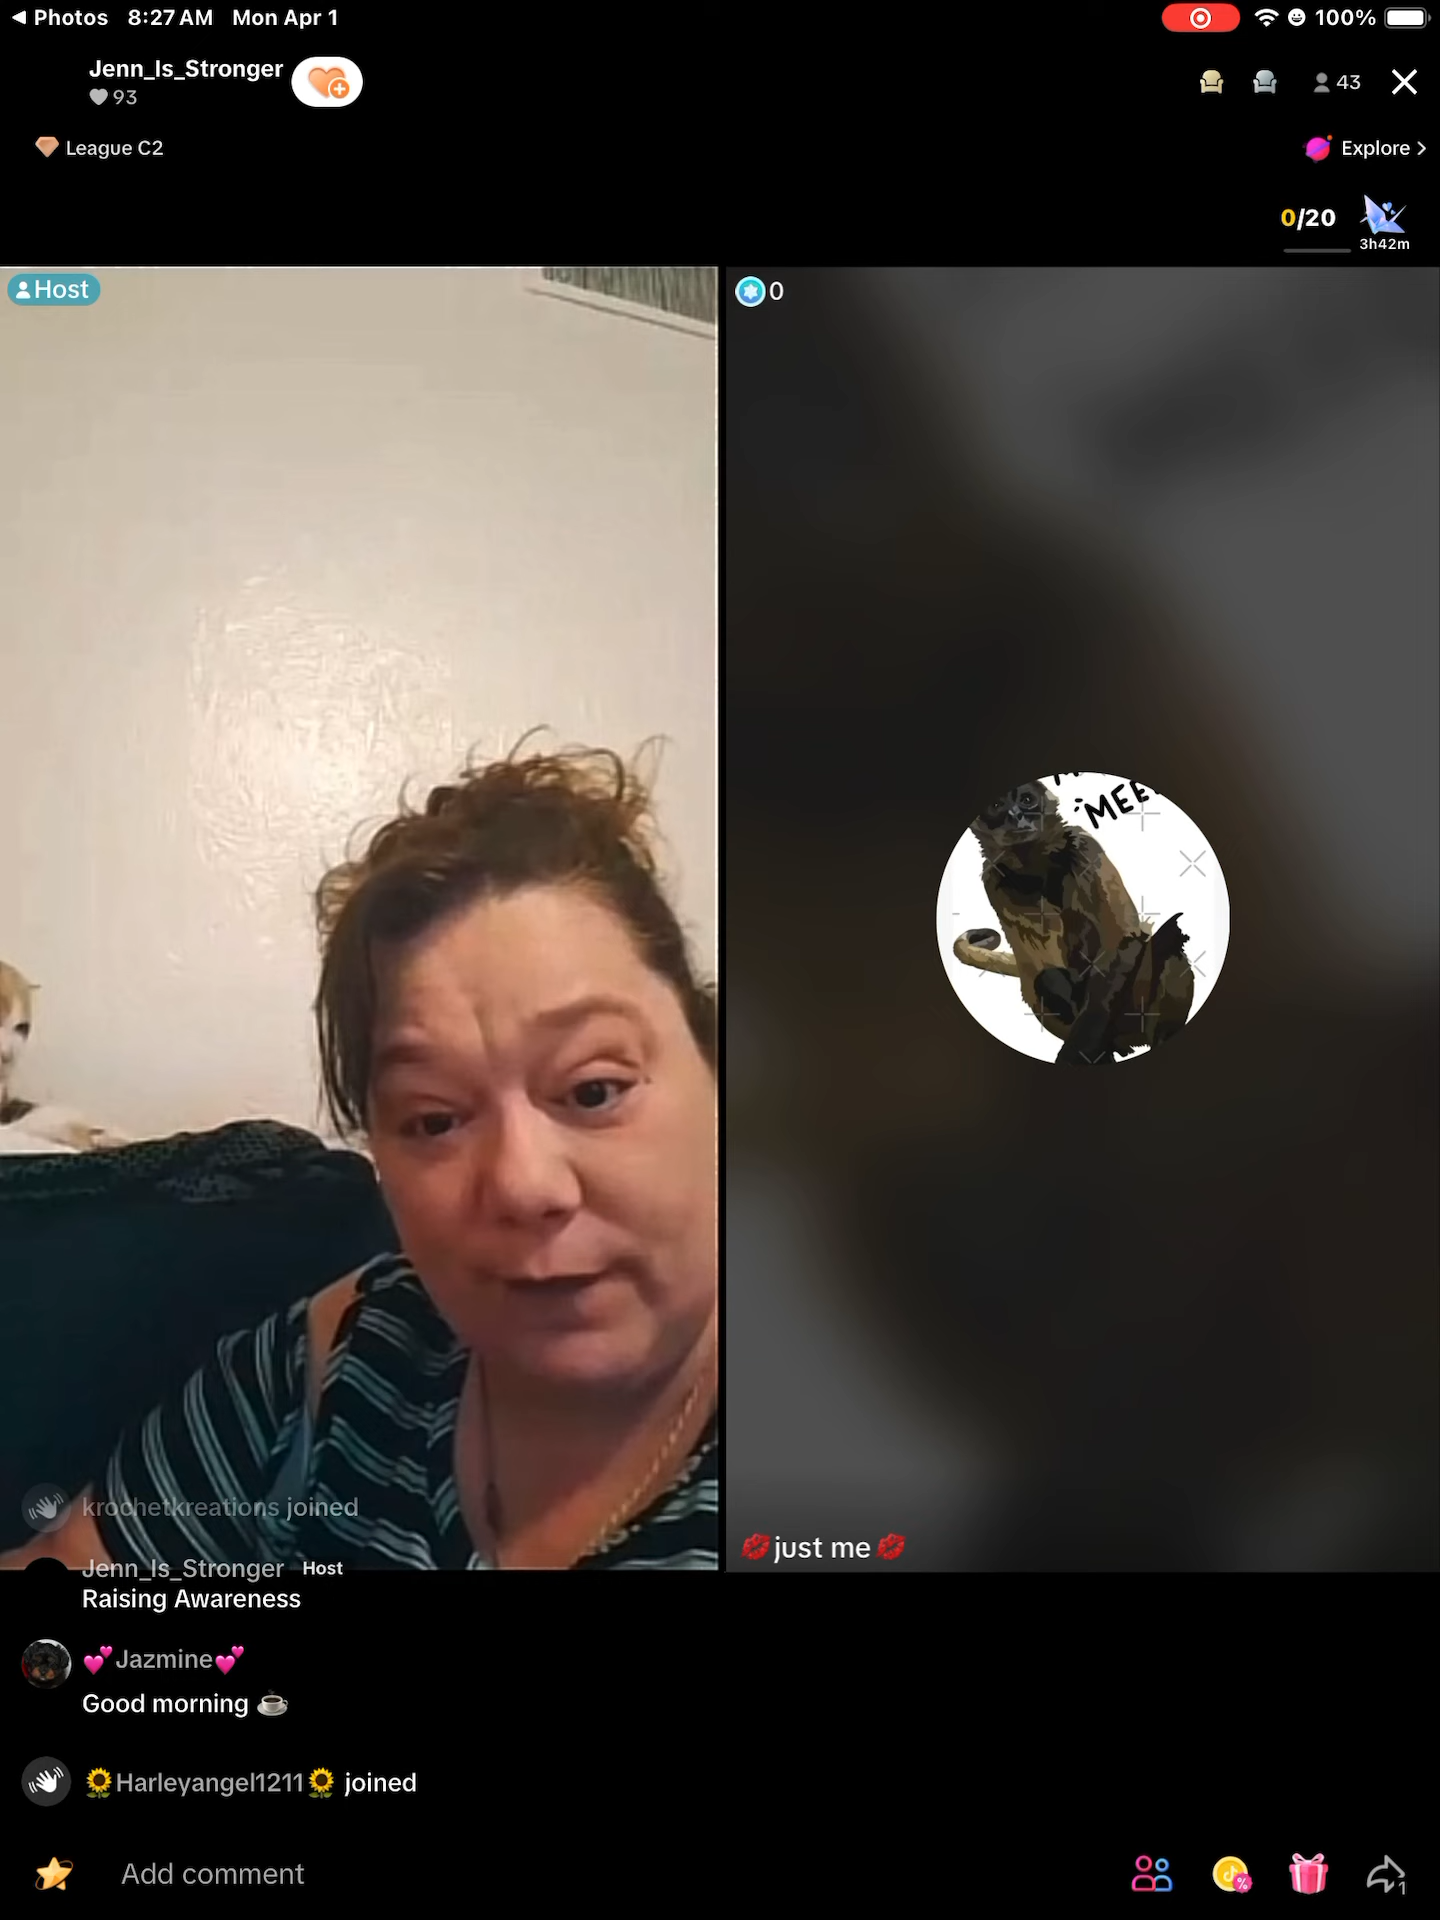 Photos 8:27 AM Mon Apr 1
100%
Jenn_Is_Stronger
93
43
League C2
Explore
0/20
3h42m
Host
0
MEE
just me
krochetkreations joined
Jenn_Is_Stronger Host
Raising Awareness
💕Jazmine💕
Good morning ☕
🌻Harleyangel1211🌻 joined
Add comment
1